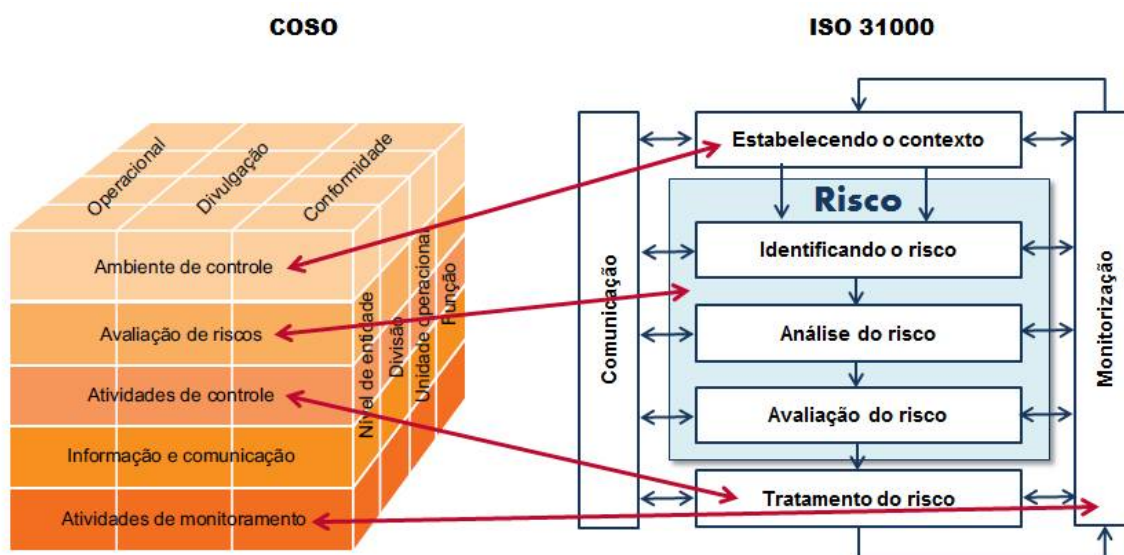 COSO
ISO 31000
Operacional
Divulgação
Conformidade
Ambiente de controle
Avaliação de riscos
Atividades de controle
Informação e comunicação
Atividades de monitoramento
Nível de entidade
Divisão
Unidade operacional
Função
Comunicação
Estabelecendo o contexto
Risco
Identificando o risco
Análise do risco
Avaliação do risco
Tratamento do risco
Monitorização